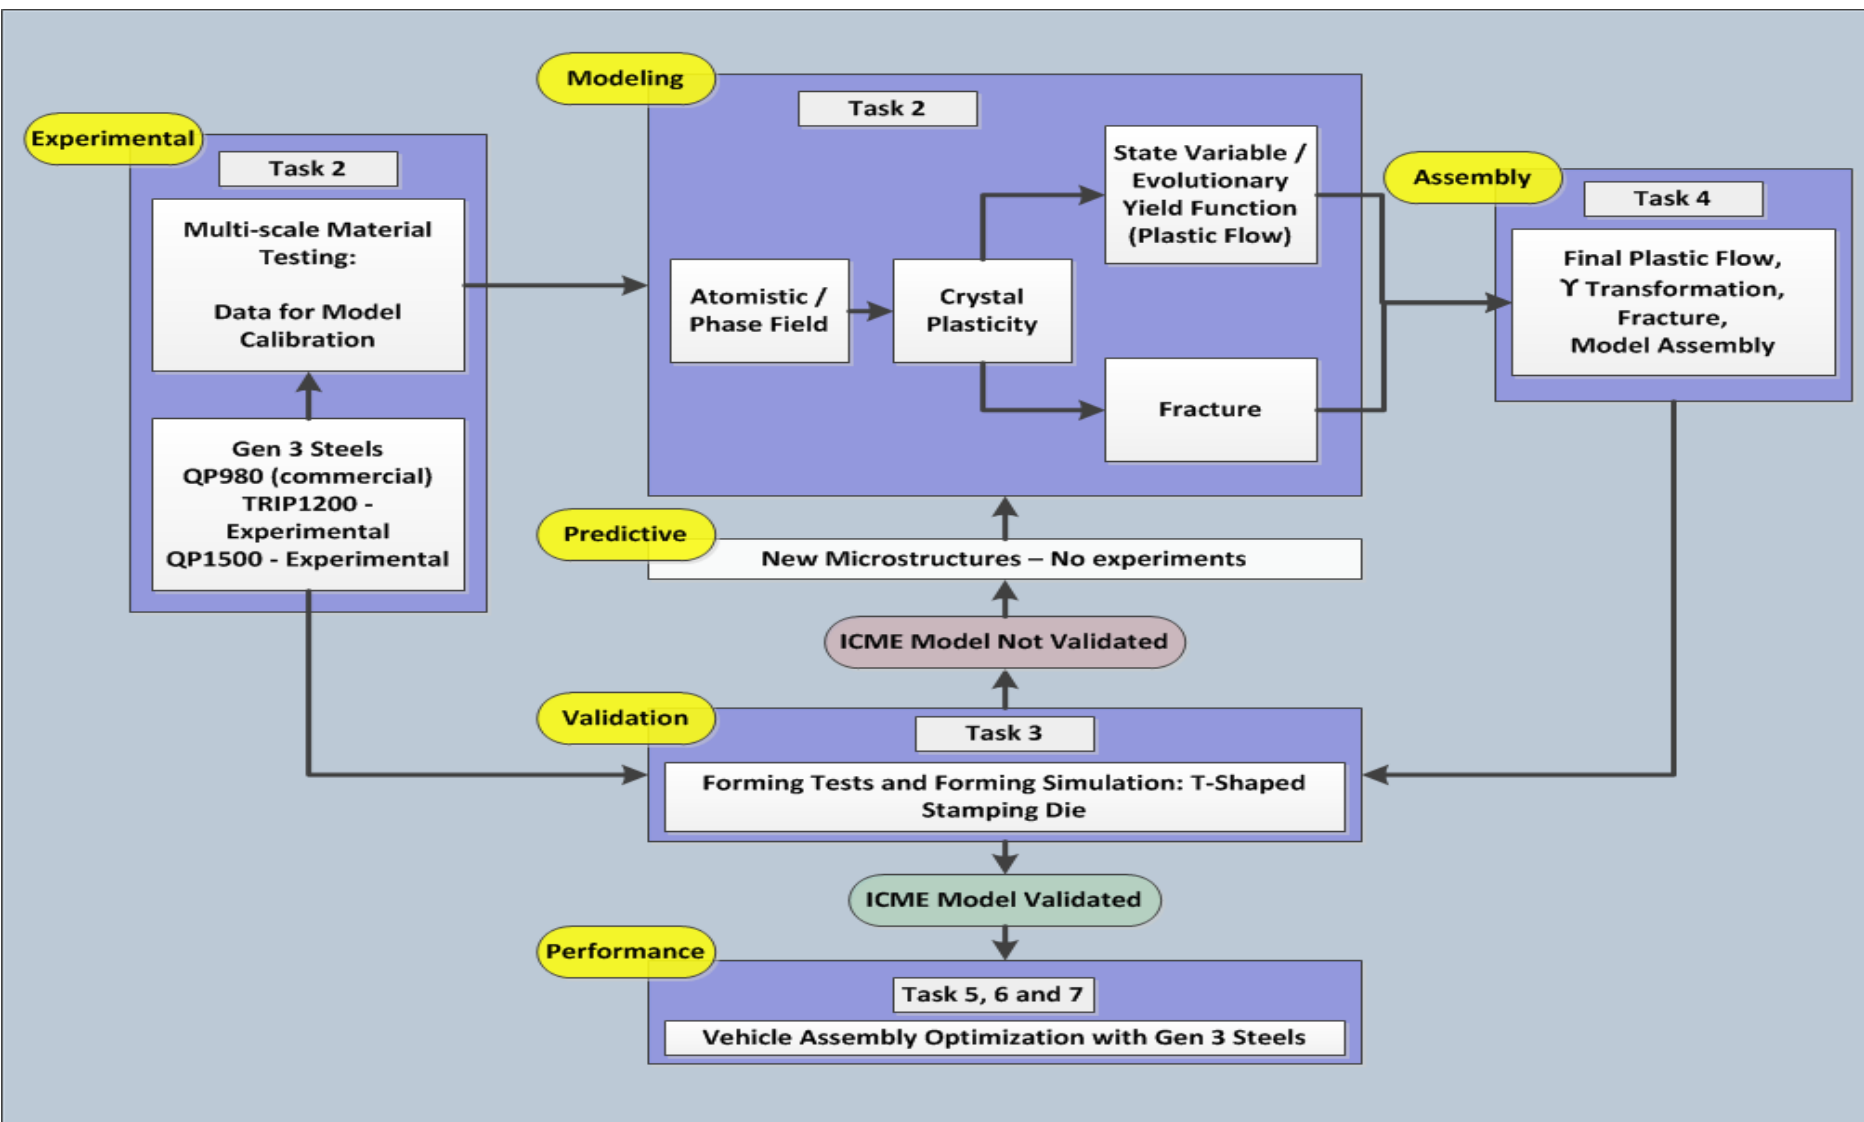 Experimental
Task 2
Multi-scale Material
Testing:
Data for Model
Calibration
Gen 3 Steels
QP980 (commercial)
TRIP1200 -
Experimental
QP1500 - Experimental
Modeling
Task 2
Atomistic /
Phase Field
Crystal
Plasticity
State Variable /
Evolutionary
Yield Function
(Plastic Flow)
Fracture
Assembly
Task 4
Final Plastic Flow,
ϒ Transformation,
Fracture,
Model Assembly
Predictive
New Microstructures – No experiments
ICME Model Not Validated
Validation
Task 3
Forming Tests and Forming Simulation: T-Shaped
Stamping Die
ICME Model Validated
Performance
Task 5, 6 and 7
Vehicle Assembly Optimization with Gen 3 Steels